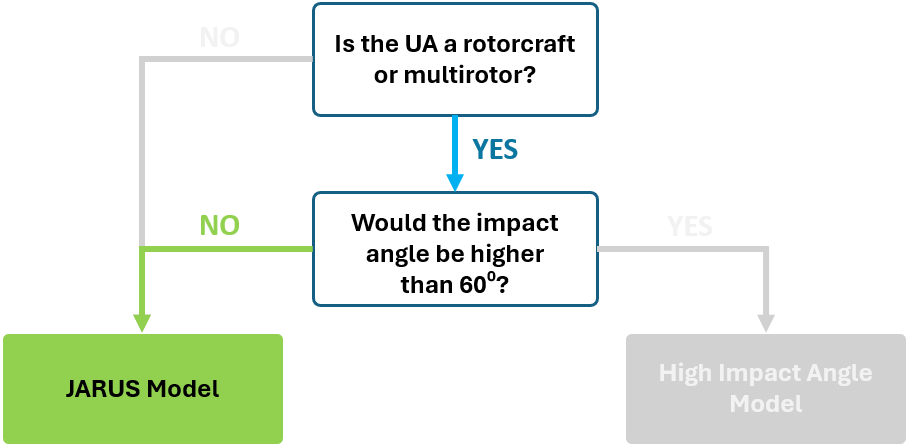 NO
Is the UA a rotorcraft
or multirotor?
YES
NO
Would the impact
angle be higher
than 60⁰?
YES
JARUS Model
High Impact Angle
Model